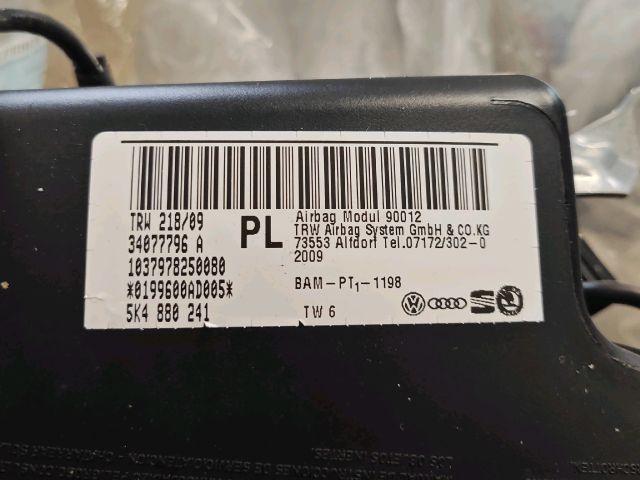 TRW 218/09
34077796 A
1037978250080
*0199600AD005*
5K4 880 241
PL
Airbag Modul 90012
TRW Airbag System GmbH & CO.KG
73553 Alfdorf Tel.07172/302-0
2009
BAM-PT1-1198
TW 6